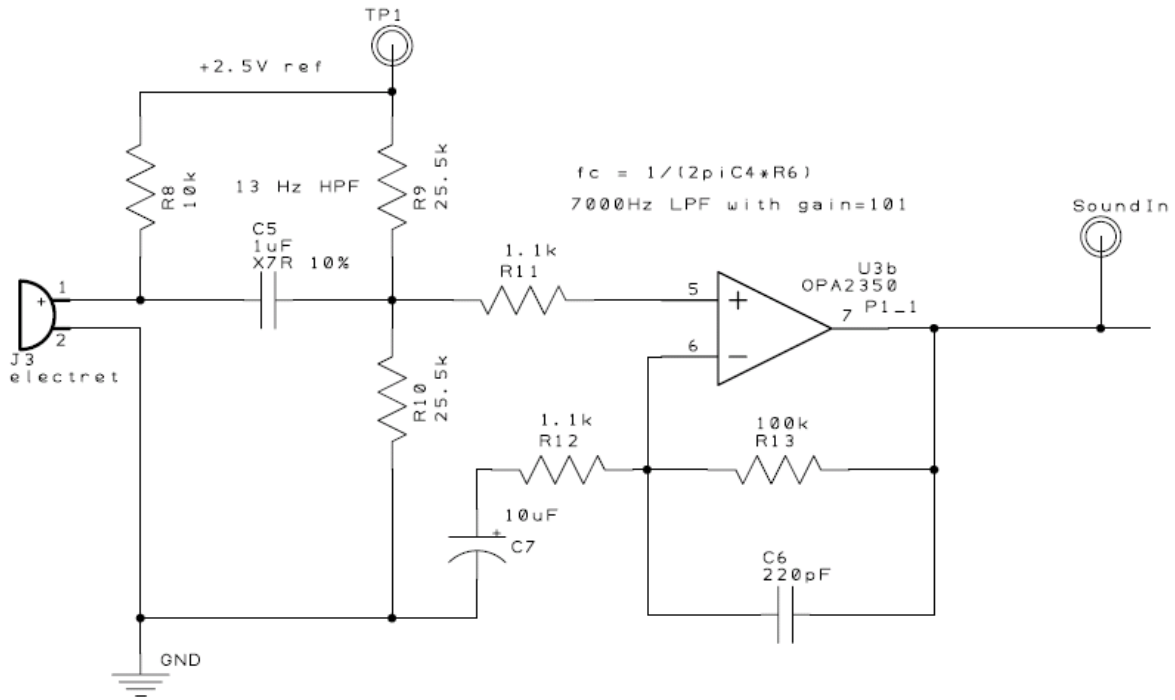 TP1
+2.5V ref
R8
10k
13 Hz HPF
R9
25.5k
fc = 1/(2piC4*R6)
7000Hz LPF with gain=101
SoundIn
C5
1uF
X7R 10%
1.1k
R11
U3b
OPA2350
P1_1
1
2
J3
electret
5
+
6
-
7
R10
25.5k
1.1k
R12
100k
R13
10uF
+
C7
C6
220pF
GND